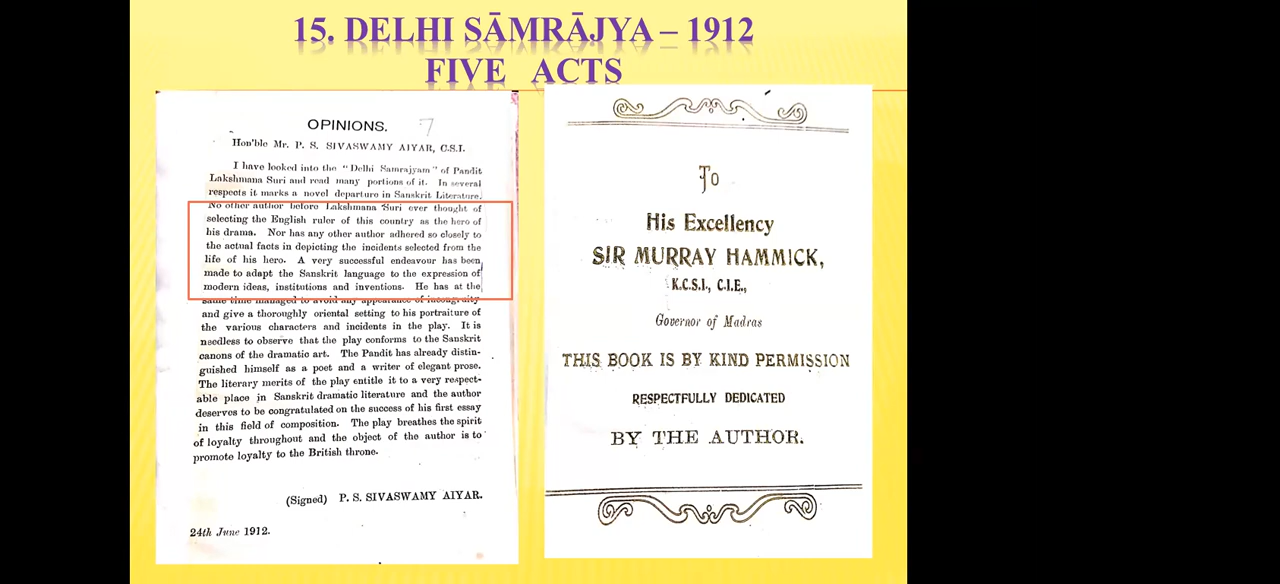 15. DELHI SĀMRĀJYA – 1912
FIVE ACTS
OPINIONS. 7
Hon'ble Mr. P. S. SIVASWAMY AIYAR, C.S.I.
I have looked into the "Delhi Samrajyam" of Pandit
Lakshmana Suri and read many portions of it. In several
respects it marks a novel departure in Sanskrit Literature.
No other author before Lakshmana Suri ever thought of
selecting the English ruler of this country as the hero of
his drama. Nor has any other author adhered so closely to
the actual facts in depicting the incidents selected from the
life of his hero. A very successful endeavour has been
made to adapt the Sanskrit language to the expression of
modern ideas, institutions and inventions. He has at the
same time managed to avoid any appearance of incongruity
and give a thoroughly oriental setting to his portraiture of
the various characters and incidents in the play. It is
needless to observe that the play conforms to the Sanskrit
canons of the dramatic art. The Pandit has already distin-
guished himself as a poet and a writer of elegant prose.
The literary merits of the play entitle it to a very respect-
able place in Sanskrit dramatic literature and the author
deserves to be congratulated on the success of his first essay
in this field of composition. The play breathes the spirit
of loyalty throughout and the object of the author is to
promote loyalty to the British throne.
(Signed) P. S. SIVASWAMY AIYAR.
24th June 1912.
To
His Excellency
SIR MURRAY HAMMICK,
K.C.S.I., C.I.E.,
Governor of Madras
THIS BOOK IS BY KIND PERMISSION
RESPECTFULLY DEDICATED
BY THE AUTHOR.